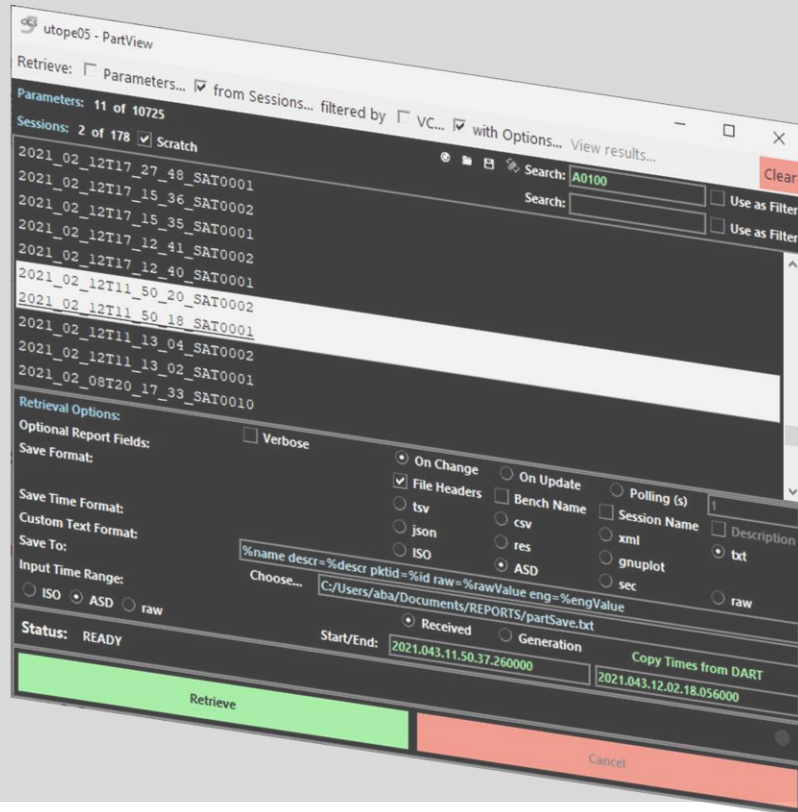 utope05 - PartView
Retrieve: Parameters... from Sessions... filtered by VC... with Options... View results...
Clear
Parameters: 11 of 10725
Sessions: 2 of 178 Scratch
Search: A0100 Use as Filter
Search: Use as Filter
2021_02_12T17_27_48_SAT0001
2021_02_12T17_15_36_SAT0002
2021_02_12T17_15_35_SAT0001
2021_02_12T17_12_41_SAT0002
2021_02_12T17_12_40_SAT0001
2021_02_12T11_50_20_SAT0002
2021_02_12T11_50_18_SAT0001
2021_02_12T11_13_04_SAT0002
2021_02_12T11_13_02_SAT0001
2021_02_08T20_17_33_SAT0010
Retrieval Options:
Verbose On Change On Update Polling (s) 1
Optional Report Fields: File Headers Bench Name Session Name Description
Save Format: tsv csv xml txt
json res gnuplot
Save Time Format: ISO ASD sec raw
Custom Text Format: %name descr=%descr pktid=%id raw=%rawValue eng=%engValue
Save To: Choose... C:/Users/aba/Documents/REPORTS/partSave.txt
Input Time Range: Received Generation Copy Times from DART
ISO ASD raw Start/End: 2021.043.11.50.37.260000 2021.043.12.02.18.056000
Status: READY
Retrieve
Cancel